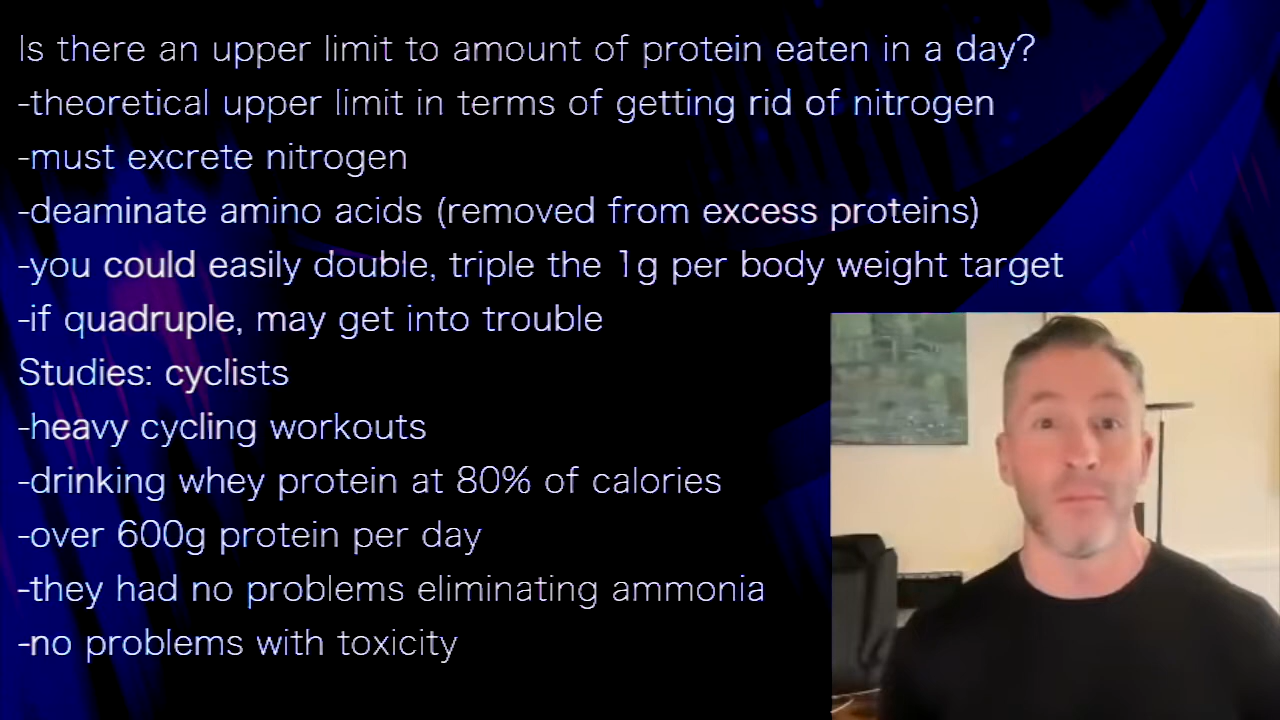 Is there an upper limit to amount of protein eaten in a day?
-theoretical upper limit in terms of getting rid of nitrogen
-must excrete nitrogen
-deaminate amino acids (removed from excess proteins)
-you could easily double, triple the 1g per body weight target
-if quadruple, may get into trouble
Studies: cyclists
-heavy cycling workouts
-drinking whey protein at 80% of calories
-over 600g protein per day
-they had no problems eliminating ammonia
-no problems with toxicity